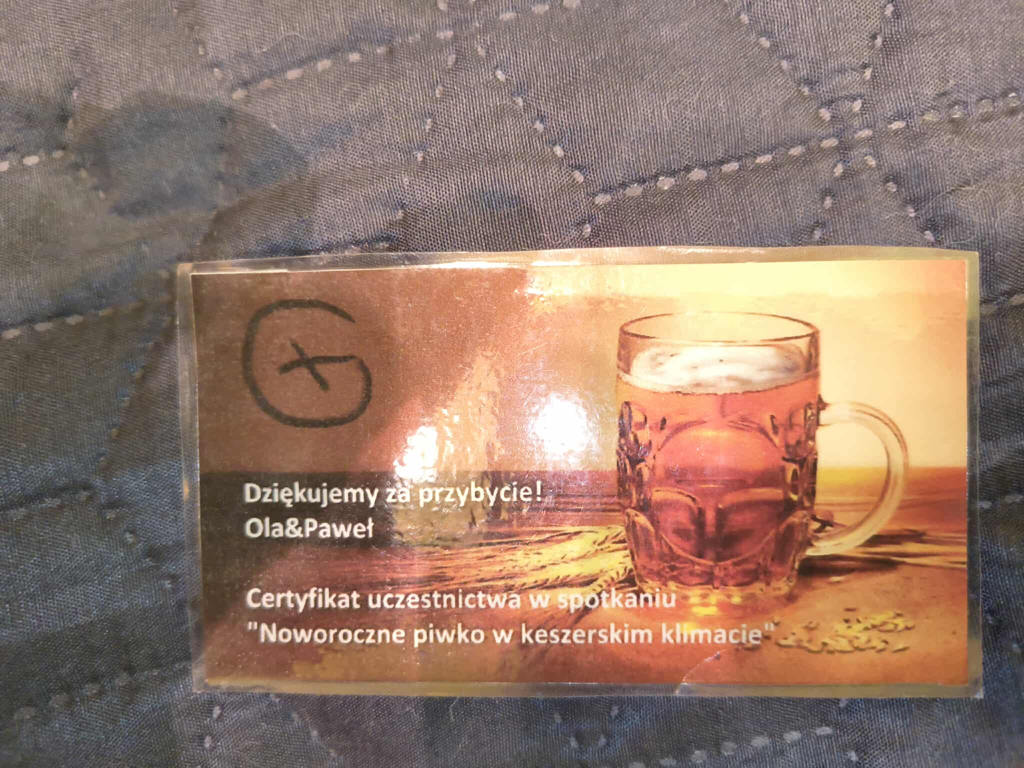 Dziękujemy za przybycie!
Ola&Paweł
Certyfikat uczestnictwa w spotkaniu
"Noworoczne piwko w keszerskim klimacie"